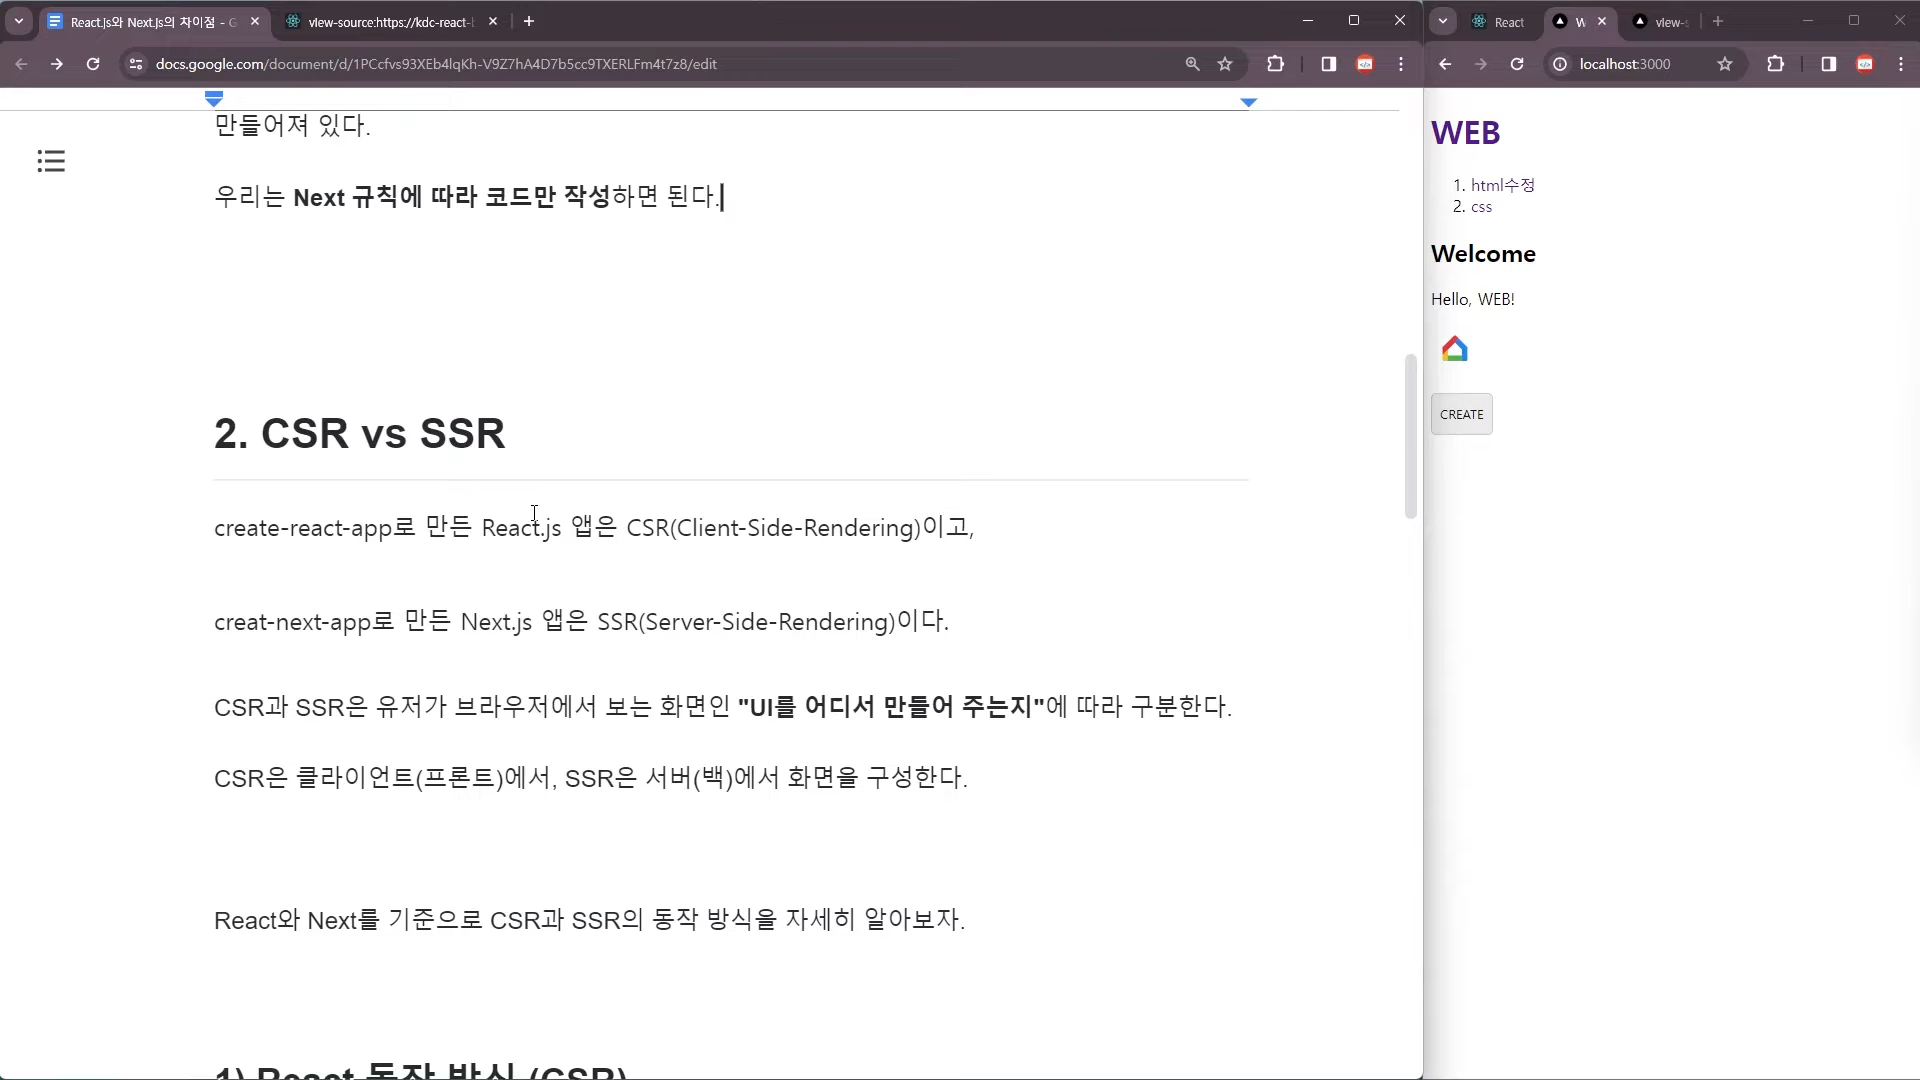 React.js와 Next.js의 차이점 - G
view-source:https://kdc-react-
docs.google.com/document/d/1PCcfvs93XEb4lqKh-V9Z7hA4D7b5cc9TXERLFm4t7z8/edit
만들어져 있다.
우리는 Next 규칙에 따라 코드만 작성하면 된다.
2. CSR vs SSR
create-react-app로 만든 React.js 앱은 CSR(Client-Side-Rendering)이고,
creat-next-app로 만든 Next.js 앱은 SSR(Server-Side-Rendering)이다.
CSR과 SSR은 유저가 브라우저에서 보는 화면인 "UI를 어디서 만들어 주는지"에 따라 구분한다.
CSR은 클라이언트(프론트)에서, SSR은 서버(백)에서 화면을 구성한다.
React와 Next를 기준으로 CSR과 SSR의 동작 방식을 자세히 알아보자.
1) React 동작 방식 (CSR)
React
W
view-s
localhost:3000
WEB
1. html수정
2. css
Welcome
Hello, WEB!
CREATE